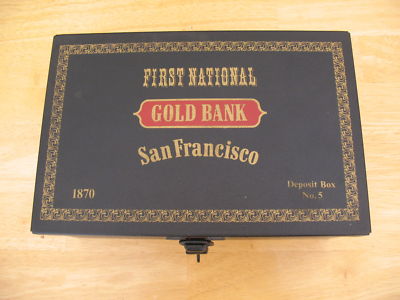 FIRST NATIONAL
GOLD BANK
San Francisco
1870
Deposit Box
No. 5